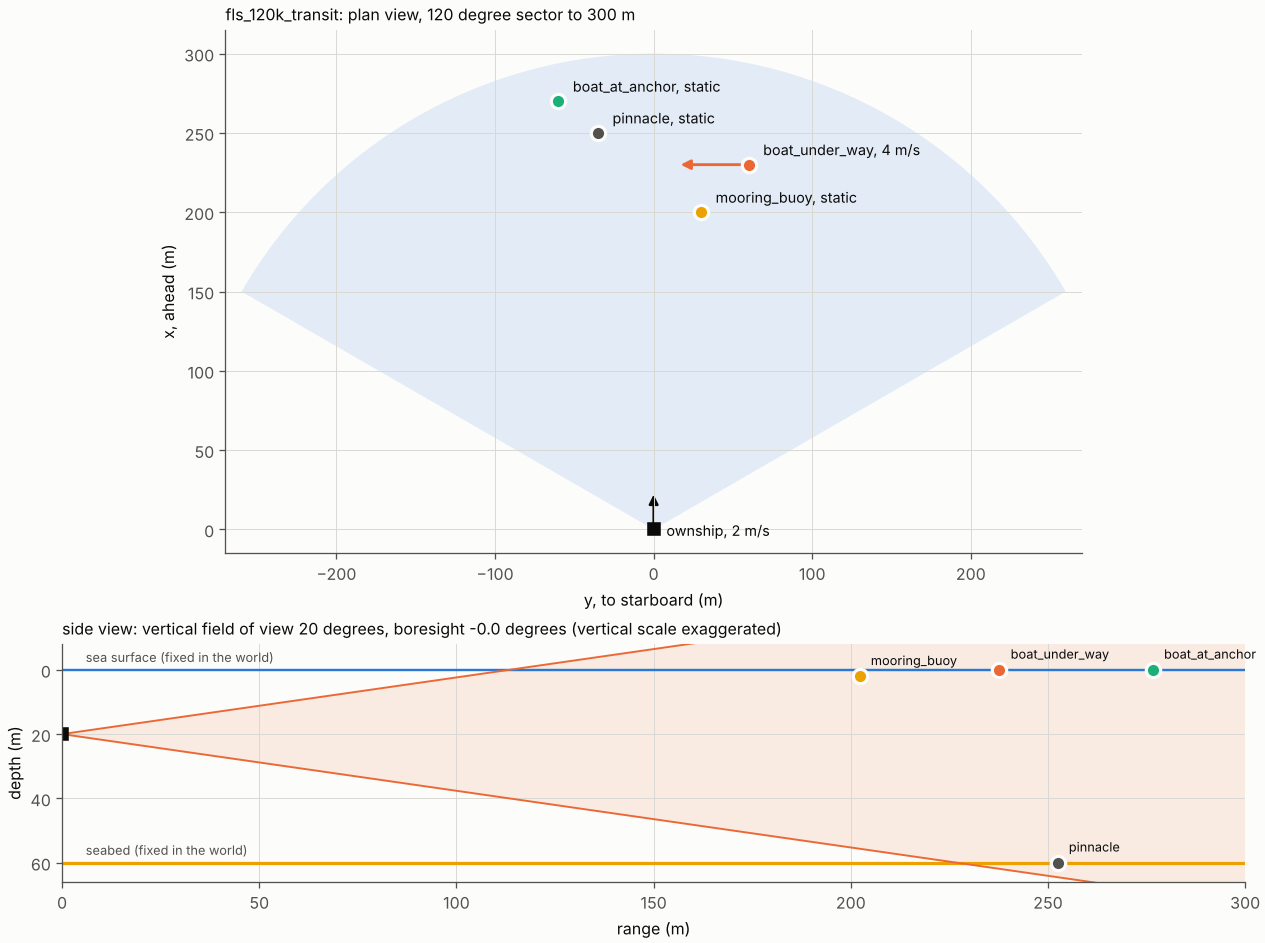 fls_120k_transit: plan view, 120 degree sector to 300 m
300
250
200
150
100
50
0
x, ahead (m)
boat_at_anchor, static
pinnacle, static
boat_under_way, 4 m/s
mooring_buoy, static
ownship, 2 m/s
−200
−100
0
100
200
y, to starboard (m)
side view: vertical field of view 20 degrees, boresight -0.0 degrees (vertical scale exaggerated)
sea surface (fixed in the world)
mooring_buoy
boat_under_way
boat_at_anchor
0
20
40
60
depth (m)
seabed (fixed in the world)
pinnacle
0
50
100
150
200
250
300
range (m)